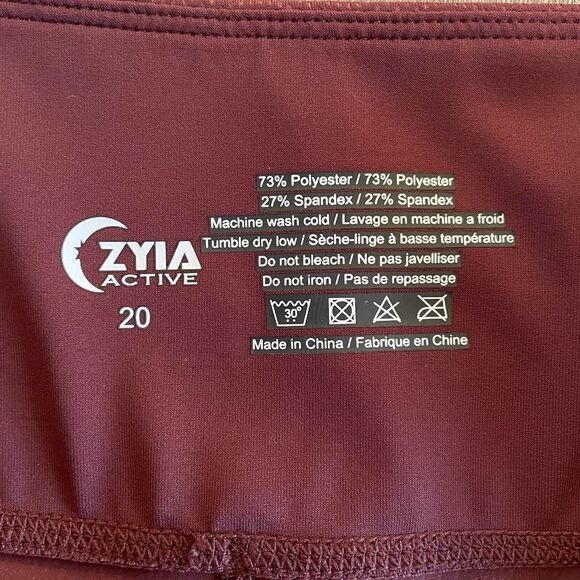 ZYIA
ACTIVE
20
73% Polyester / 73% Polyester
27% Spandex / 27% Spandex
Machine wash cold / Lavage en machine a froid
Tumble dry low / Sèche-linge à basse température
Do not bleach / Ne pas javelliser
Do not iron / Pas de repassage
30°
Made in China / Fabrique en Chine